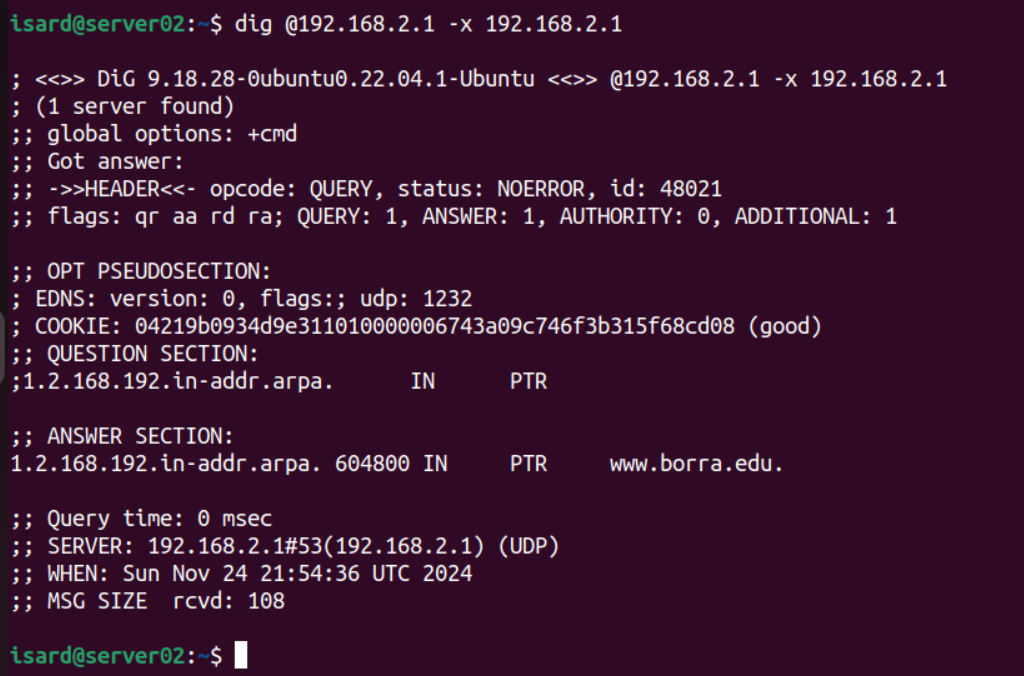 isard@server02:~$ dig @192.168.2.1 -x 192.168.2.1
; <<>> DiG 9.18.28-0ubuntu0.22.04.1-Ubuntu <<>> @192.168.2.1 -x 192.168.2.1
; (1 server found)
;; global options: +cmd
;; Got answer:
;; ->>HEADER<<- opcode: QUERY, status: NOERROR, id: 48021
;; flags: qr aa rd ra; QUERY: 1, ANSWER: 1, AUTHORITY: 0, ADDITIONAL: 1
;; OPT PSEUDOSECTION:
; EDNS: version: 0, flags:; udp: 1232
; COOKIE: 04219b0934d9e311010000006743a09c746f3b315f68cd08 (good)
;; QUESTION SECTION:
;1.2.168.192.in-addr.arpa. IN PTR
;; ANSWER SECTION:
1.2.168.192.in-addr.arpa. 604800 IN PTR www.borra.edu.
;; Query time: 0 msec
;; SERVER: 192.168.2.1#53(192.168.2.1) (UDP)
;; WHEN: Sun Nov 24 21:54:36 UTC 2024
;; MSG SIZE rcvd: 108
isard@server02:~$